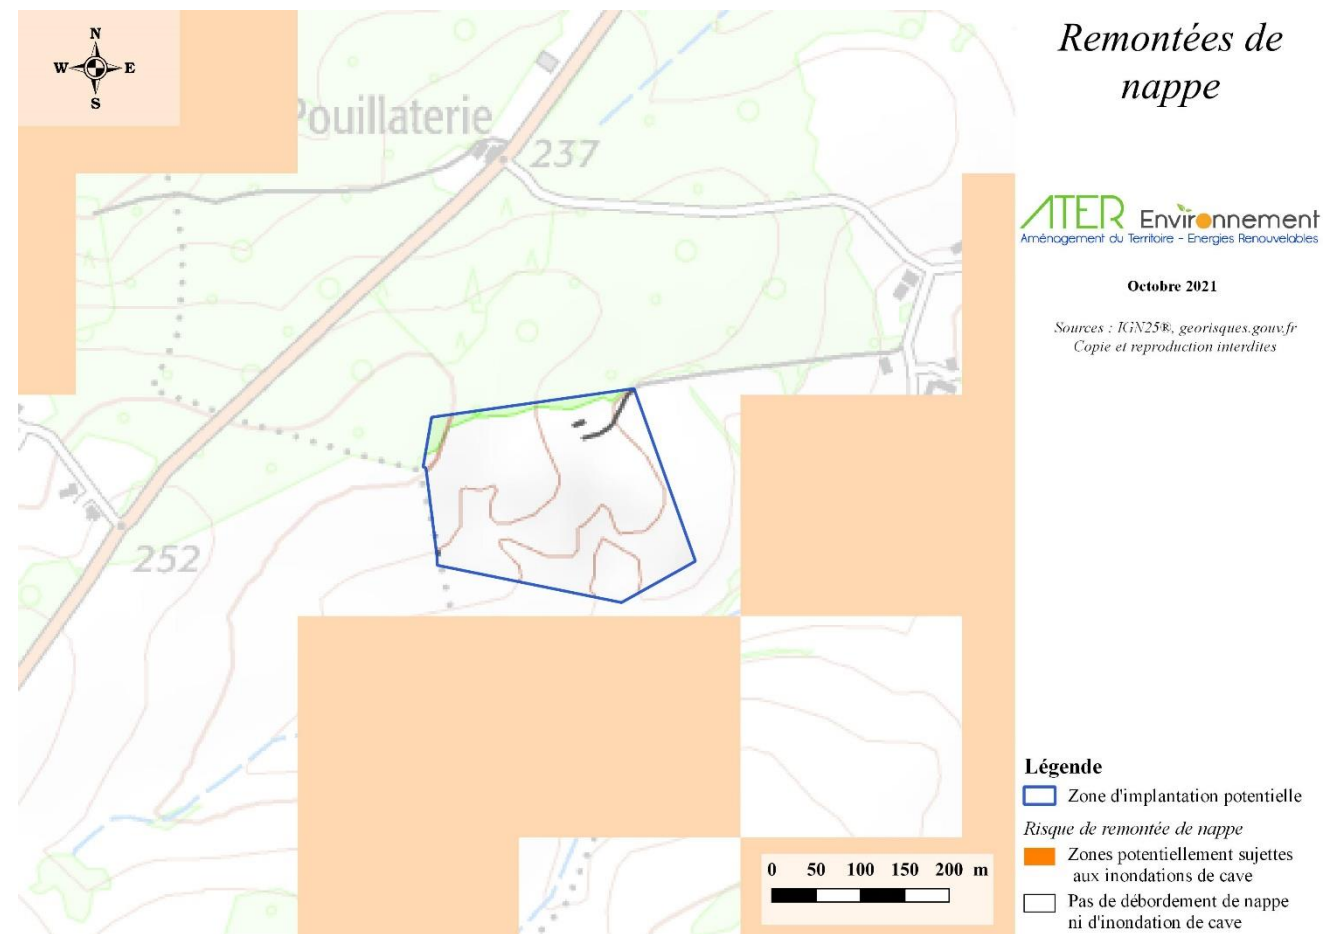 N
W E
S
Pouillaterie
237
252
Remontées de
nappe
ATER Environnement
Aménagement du Territoire - Energies Renouvelables
Octobre 2021
Sources : IGN25®, georisques.gouv.fr
Copie et reproduction interdites
Légende
Zone d'implantation potentielle
Risque de remontée de nappe
Zones potentiellement sujettes
aux inondations de cave
Pas de débordement de nappe
ni d'inondation de cave
0 50 100 150 200 m